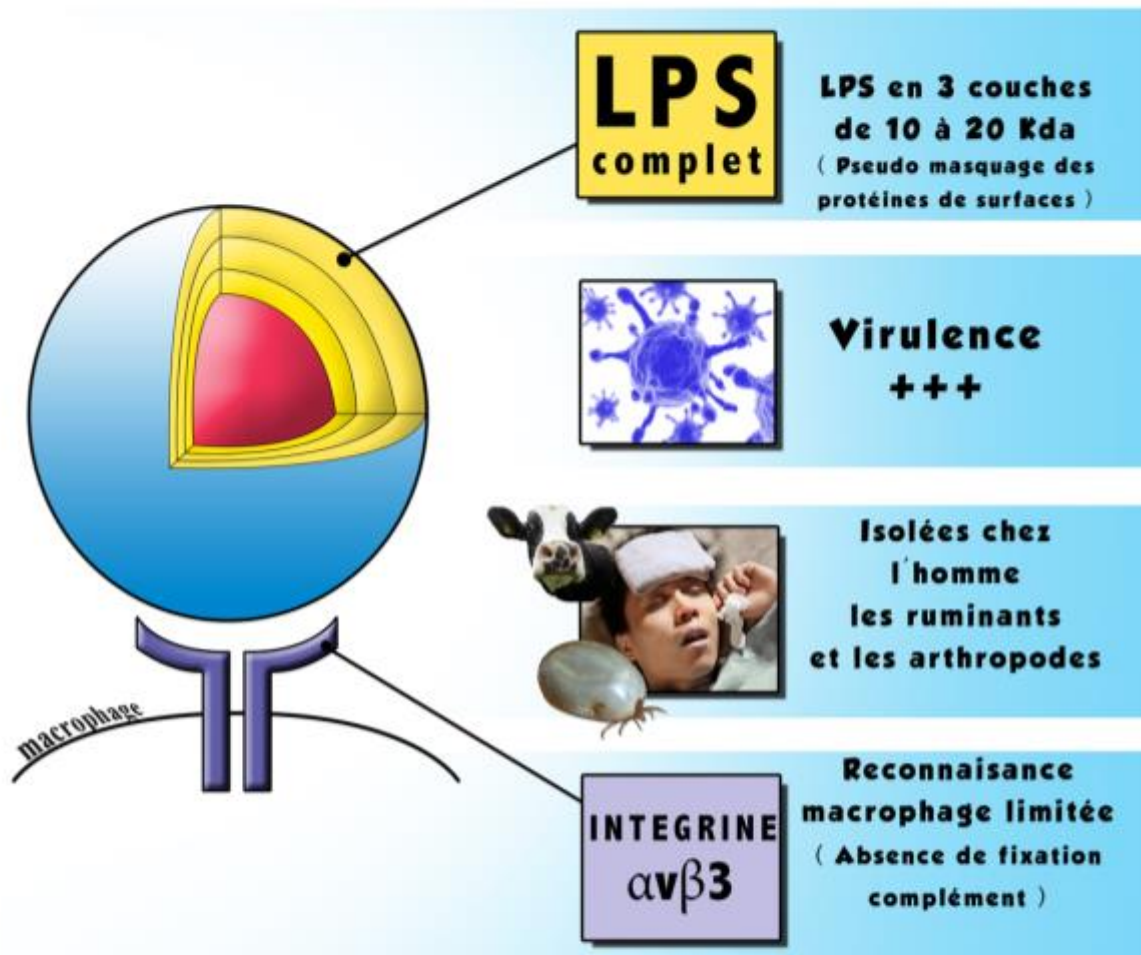 LPS
complet
LPS en 3 couches
de 10 à 20 Kda
( Pseudo masquage des
protéines de surfaces )
Virulence
+++
Isolées chez
l'homme
les ruminants
et les arthropodes
macrophage
INTEGRINE
αvβ3
Reconnaisance
macrophage limitée
( Absence de fixation
complément )